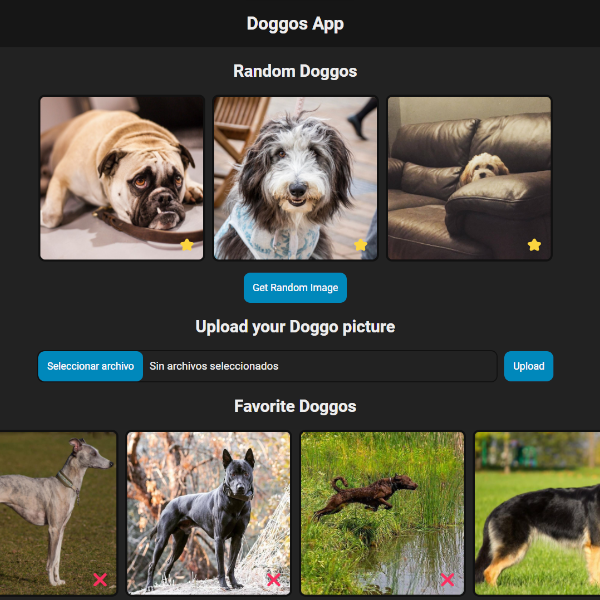 Doggos App
Random Doggos
Get Random Image
Upload your Doggo picture
Seleccionar archivo Sin archivos seleccionados Upload
Favorite Doggos